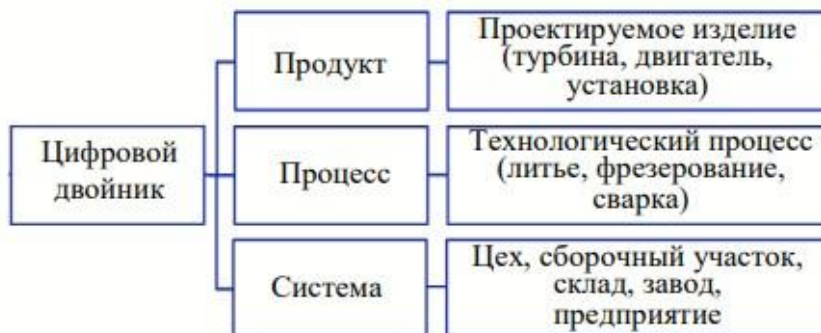 Цифровой
двойник
Продукт
Проектируемое изделие
(турбина, двигатель,
установка)
Процесс
Технологический процесс
(литье, фрезерование,
сварка)
Система
Цех, сборочный участок,
склад, завод,
предприятие